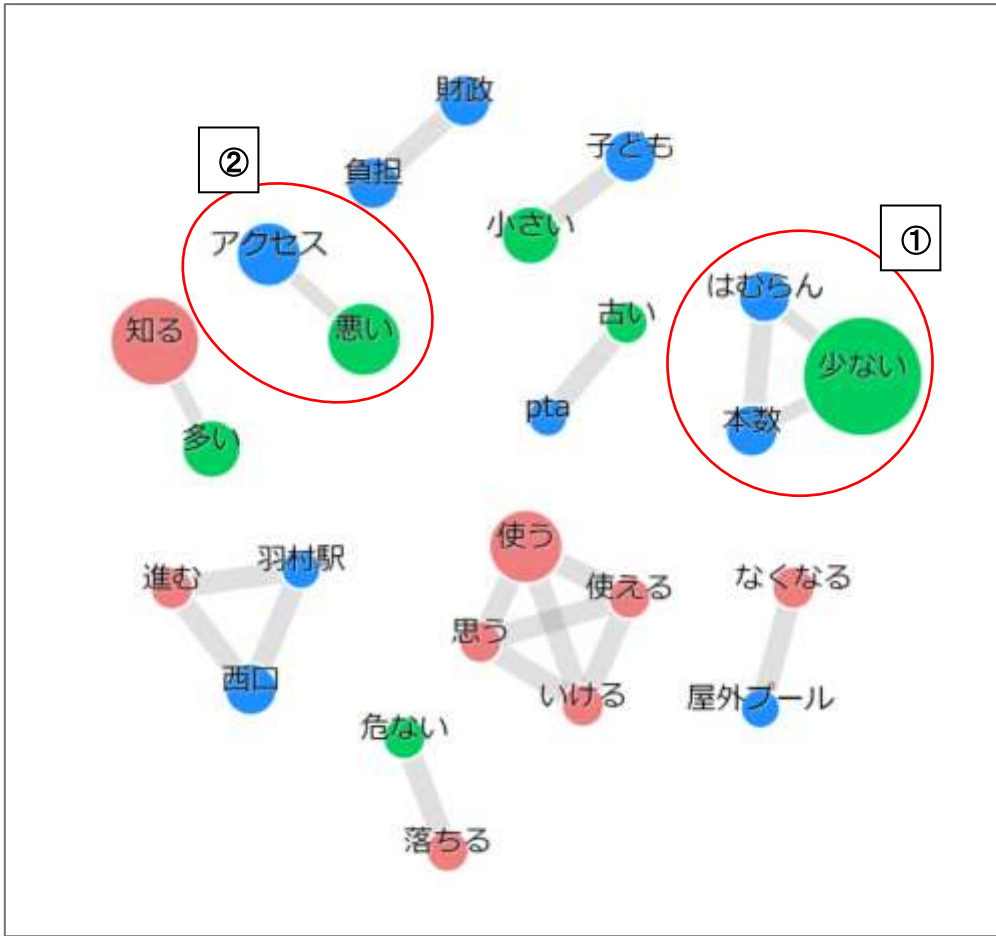 財政
負担
②
子ども
小さい
①
アクセス
悪い
はむらん
少ない
本数
知る
多い
古い
pta
羽村駅
進む
西口
使う
使える
思う
いける
なくなる
屋外プール
危ない
落ちる